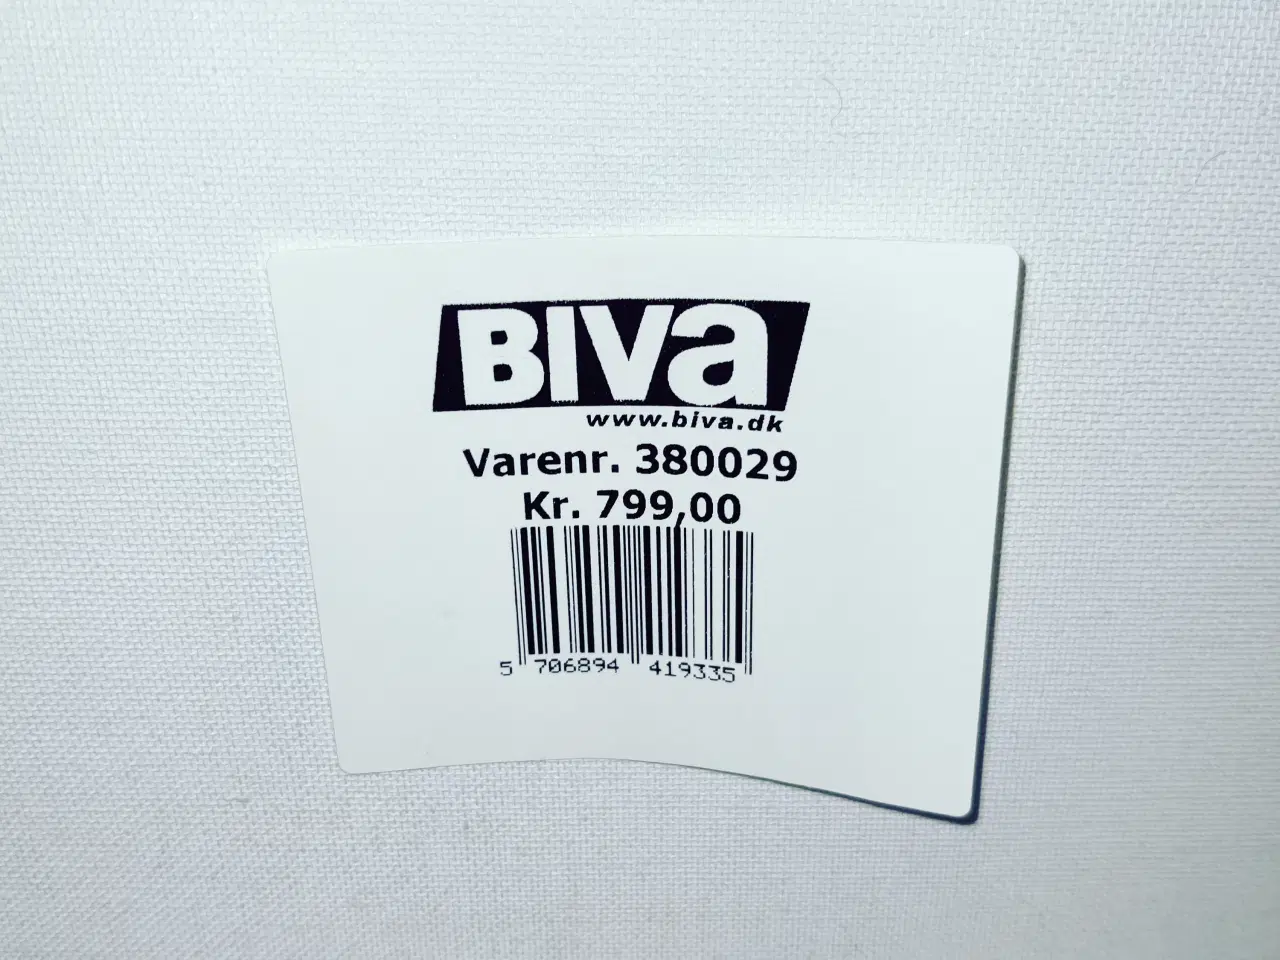 BIVa
www.biva.dk
Varenr. 380029
Kr. 799,00
5 706894 419335